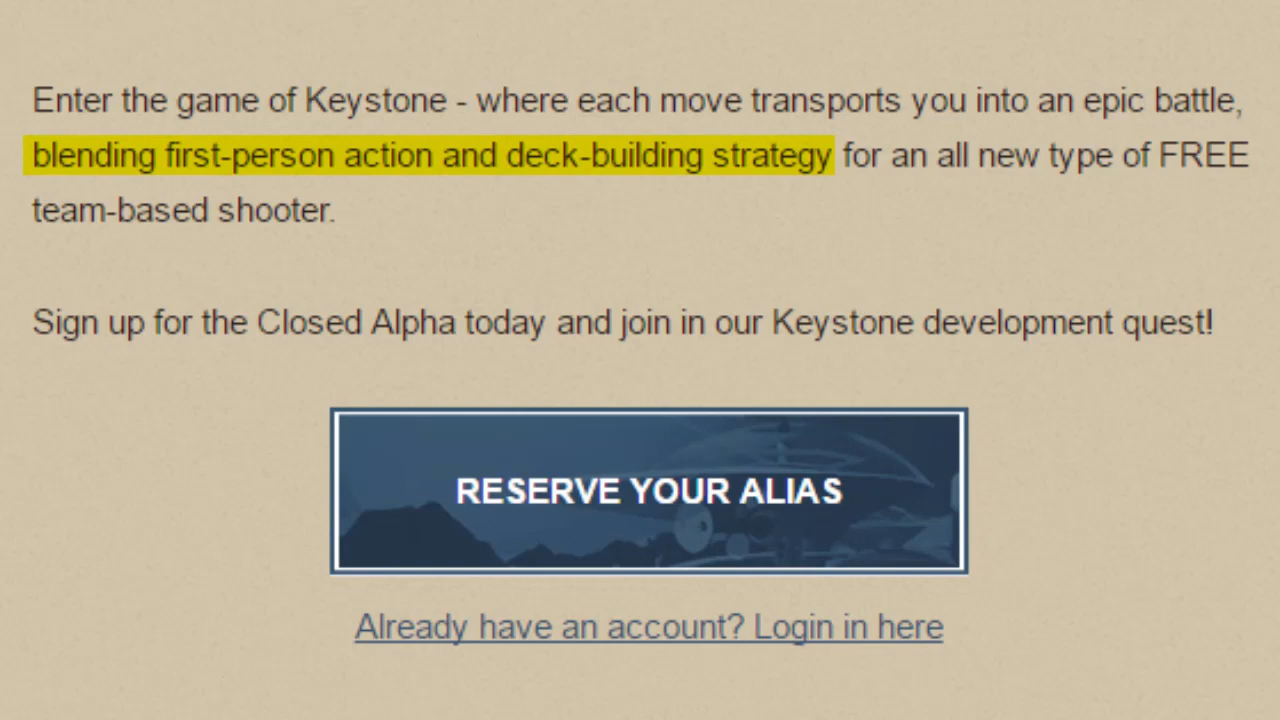 Enter the game of Keystone - where each move transports you into an epic battle,
blending first-person action and deck-building strategy for an all new type of FREE
team-based shooter.
Sign up for the Closed Alpha today and join in our Keystone development quest!
RESERVE YOUR ALIAS
Already have an account? Login in here